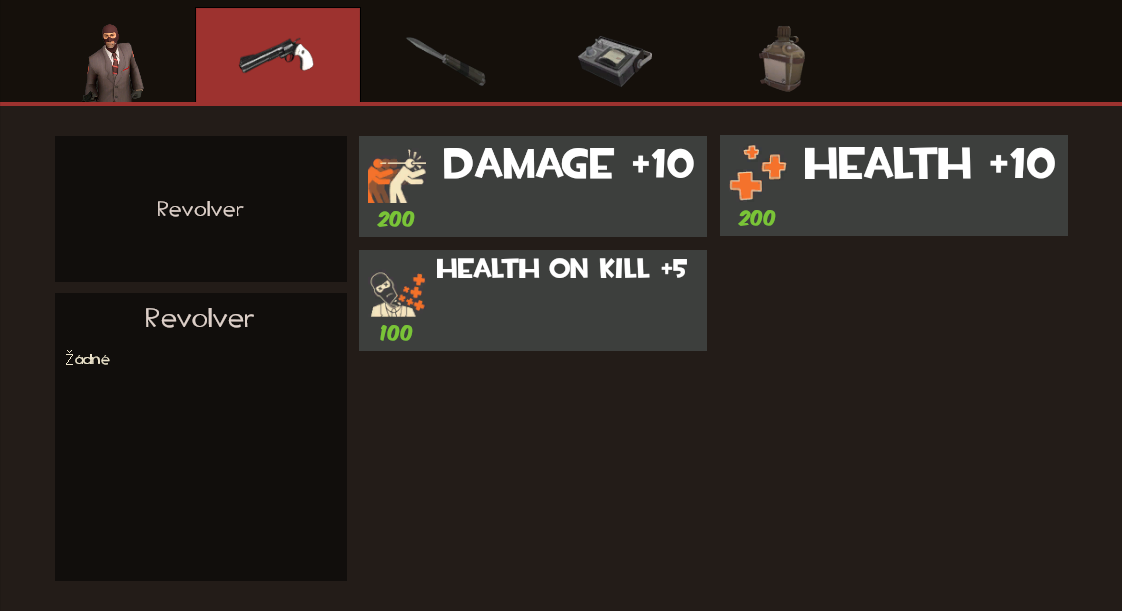 Revolver
DAMAGE +10
200
HEALTH +10
200
HEALTH ON KILL +5
100
Revolver
Žádné